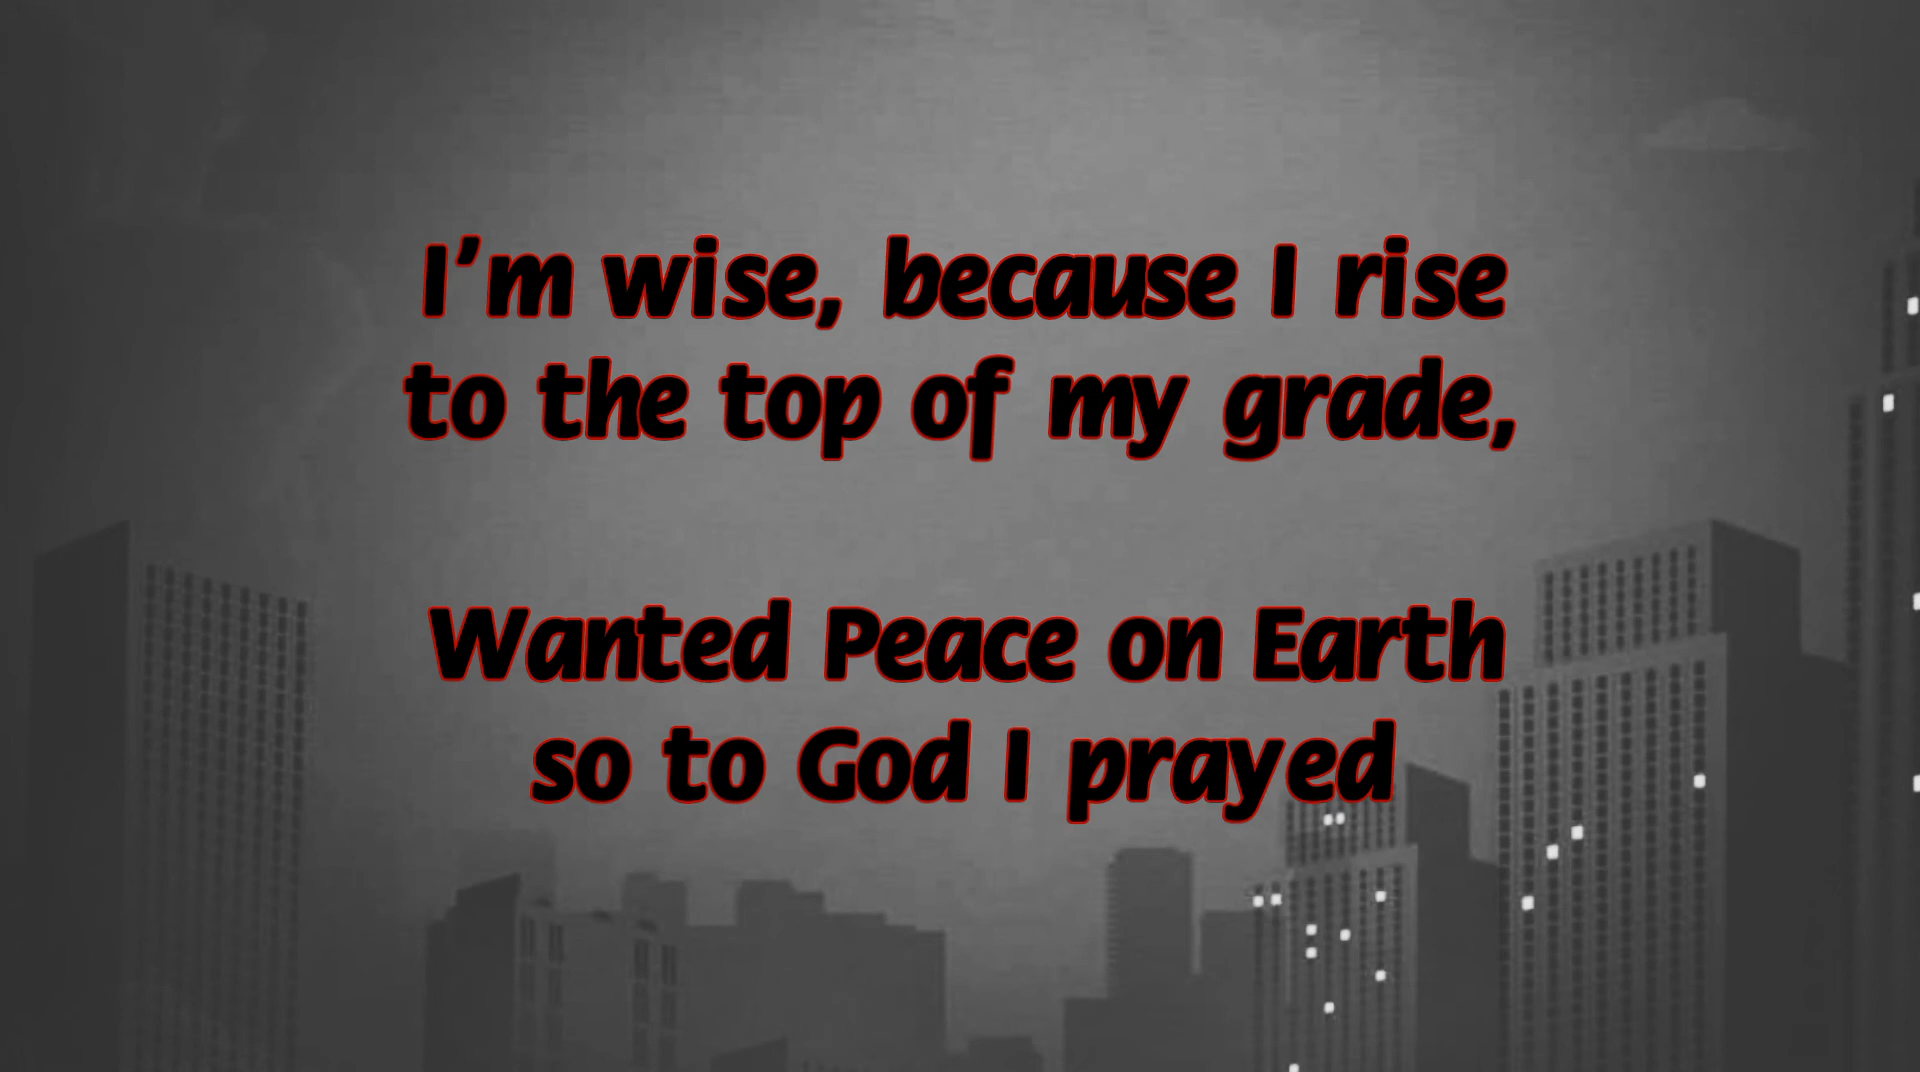 I’m wise, because I rise
to the top of my grade,
Wanted Peace on Earth
so to God I prayed